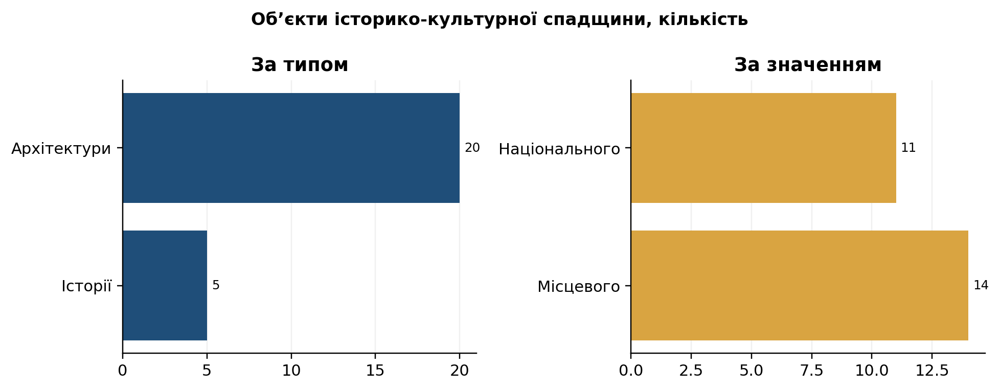 Об’єкти історико-культурної спадщини, кількість
За типом
Архітектури
20
Історії
5
0 5 10 15 20
За значенням
Національного
11
Місцевого
14
0.0 2.5 5.0 7.5 10.0 12.5